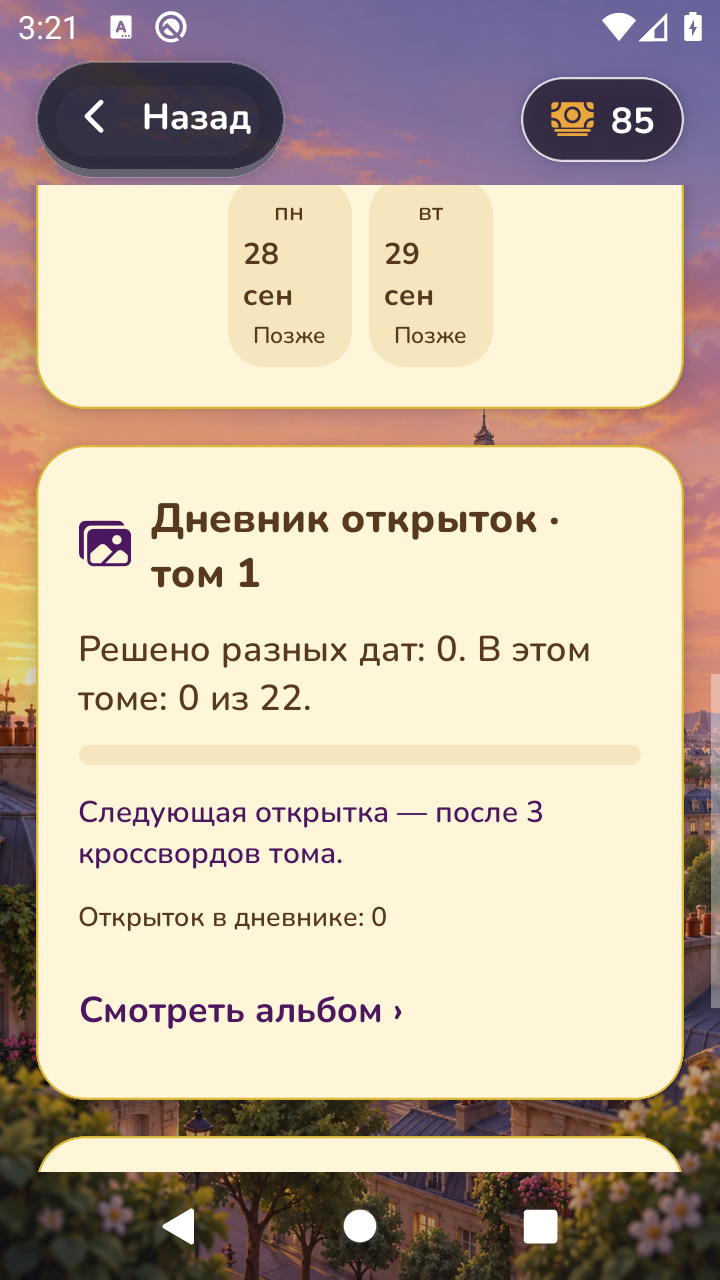 3:21
Назад
85
пн
28
сен
Позже
вт
29
сен
Позже
Дневник открыток ·
том 1
Решено разных дат: 0. В этом
томе: 0 из 22.
Следующая открытка — после 3
кроссвордов тома.
Открыток в дневнике: 0
Смотреть альбом ›